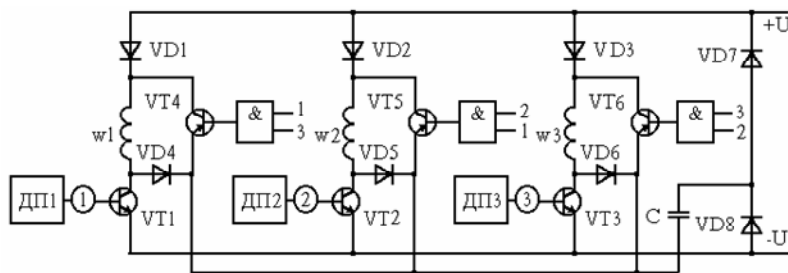 +U
VD1 VD2 VD3 VD7
VT4 & 1 3 VT5 & 2 1 VT6 & 3 2
w1 w2 w3
VD4 VD5 VD6
ДП1 1 ДП2 2 ДП3 3
VT1 VT2 VT3 C VD8
-U